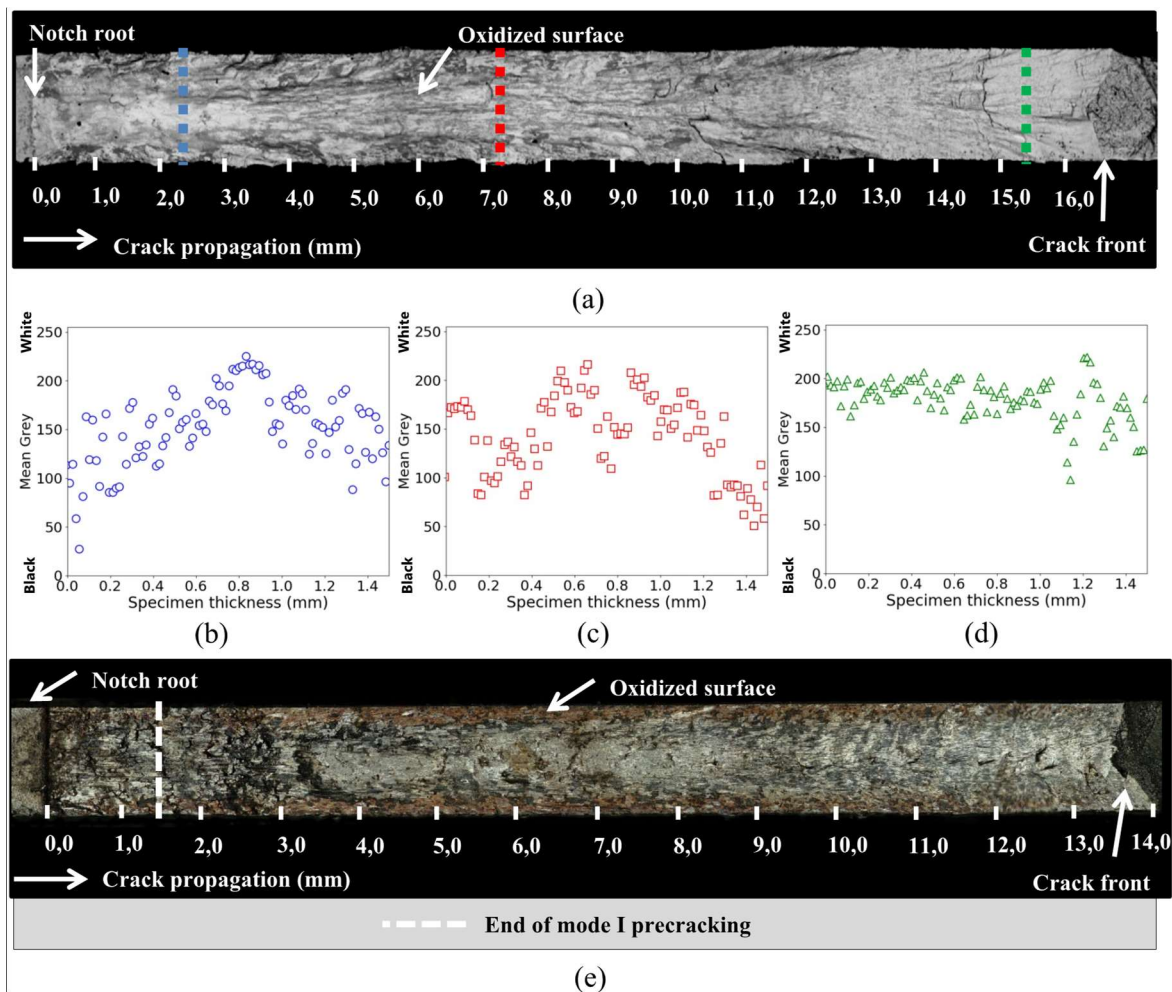 Notch root
Oxidized surface
0,0 1,0 2,0 3,0 4,0 5,0 6,0 7,0 8,0 9,0 10,0 11,0 12,0 13,0 14,0 15,0 16,0
Crack propagation (mm)
Crack front
(a)
White
Mean Grey
Black
250
200
150
100
50
0
0.0 0.2 0.4 0.6 0.8 1.0 1.2 1.4
Specimen thickness (mm)
(b)
White
Mean Grey
Black
250
200
150
100
50
0
0.0 0.2 0.4 0.6 0.8 1.0 1.2 1.4
Specimen thickness (mm)
(c)
White
Mean Grey
Black
250
200
150
100
50
0
0.0 0.2 0.4 0.6 0.8 1.0 1.2 1.4
Specimen thickness (mm)
(d)
Notch root
Oxidized surface
0,0 1,0 2,0 3,0 4,0 5,0 6,0 7,0 8,0 9,0 10,0 11,0 12,0 13,0 14,0
Crack propagation (mm)
Crack front
End of mode I precracking
(e)